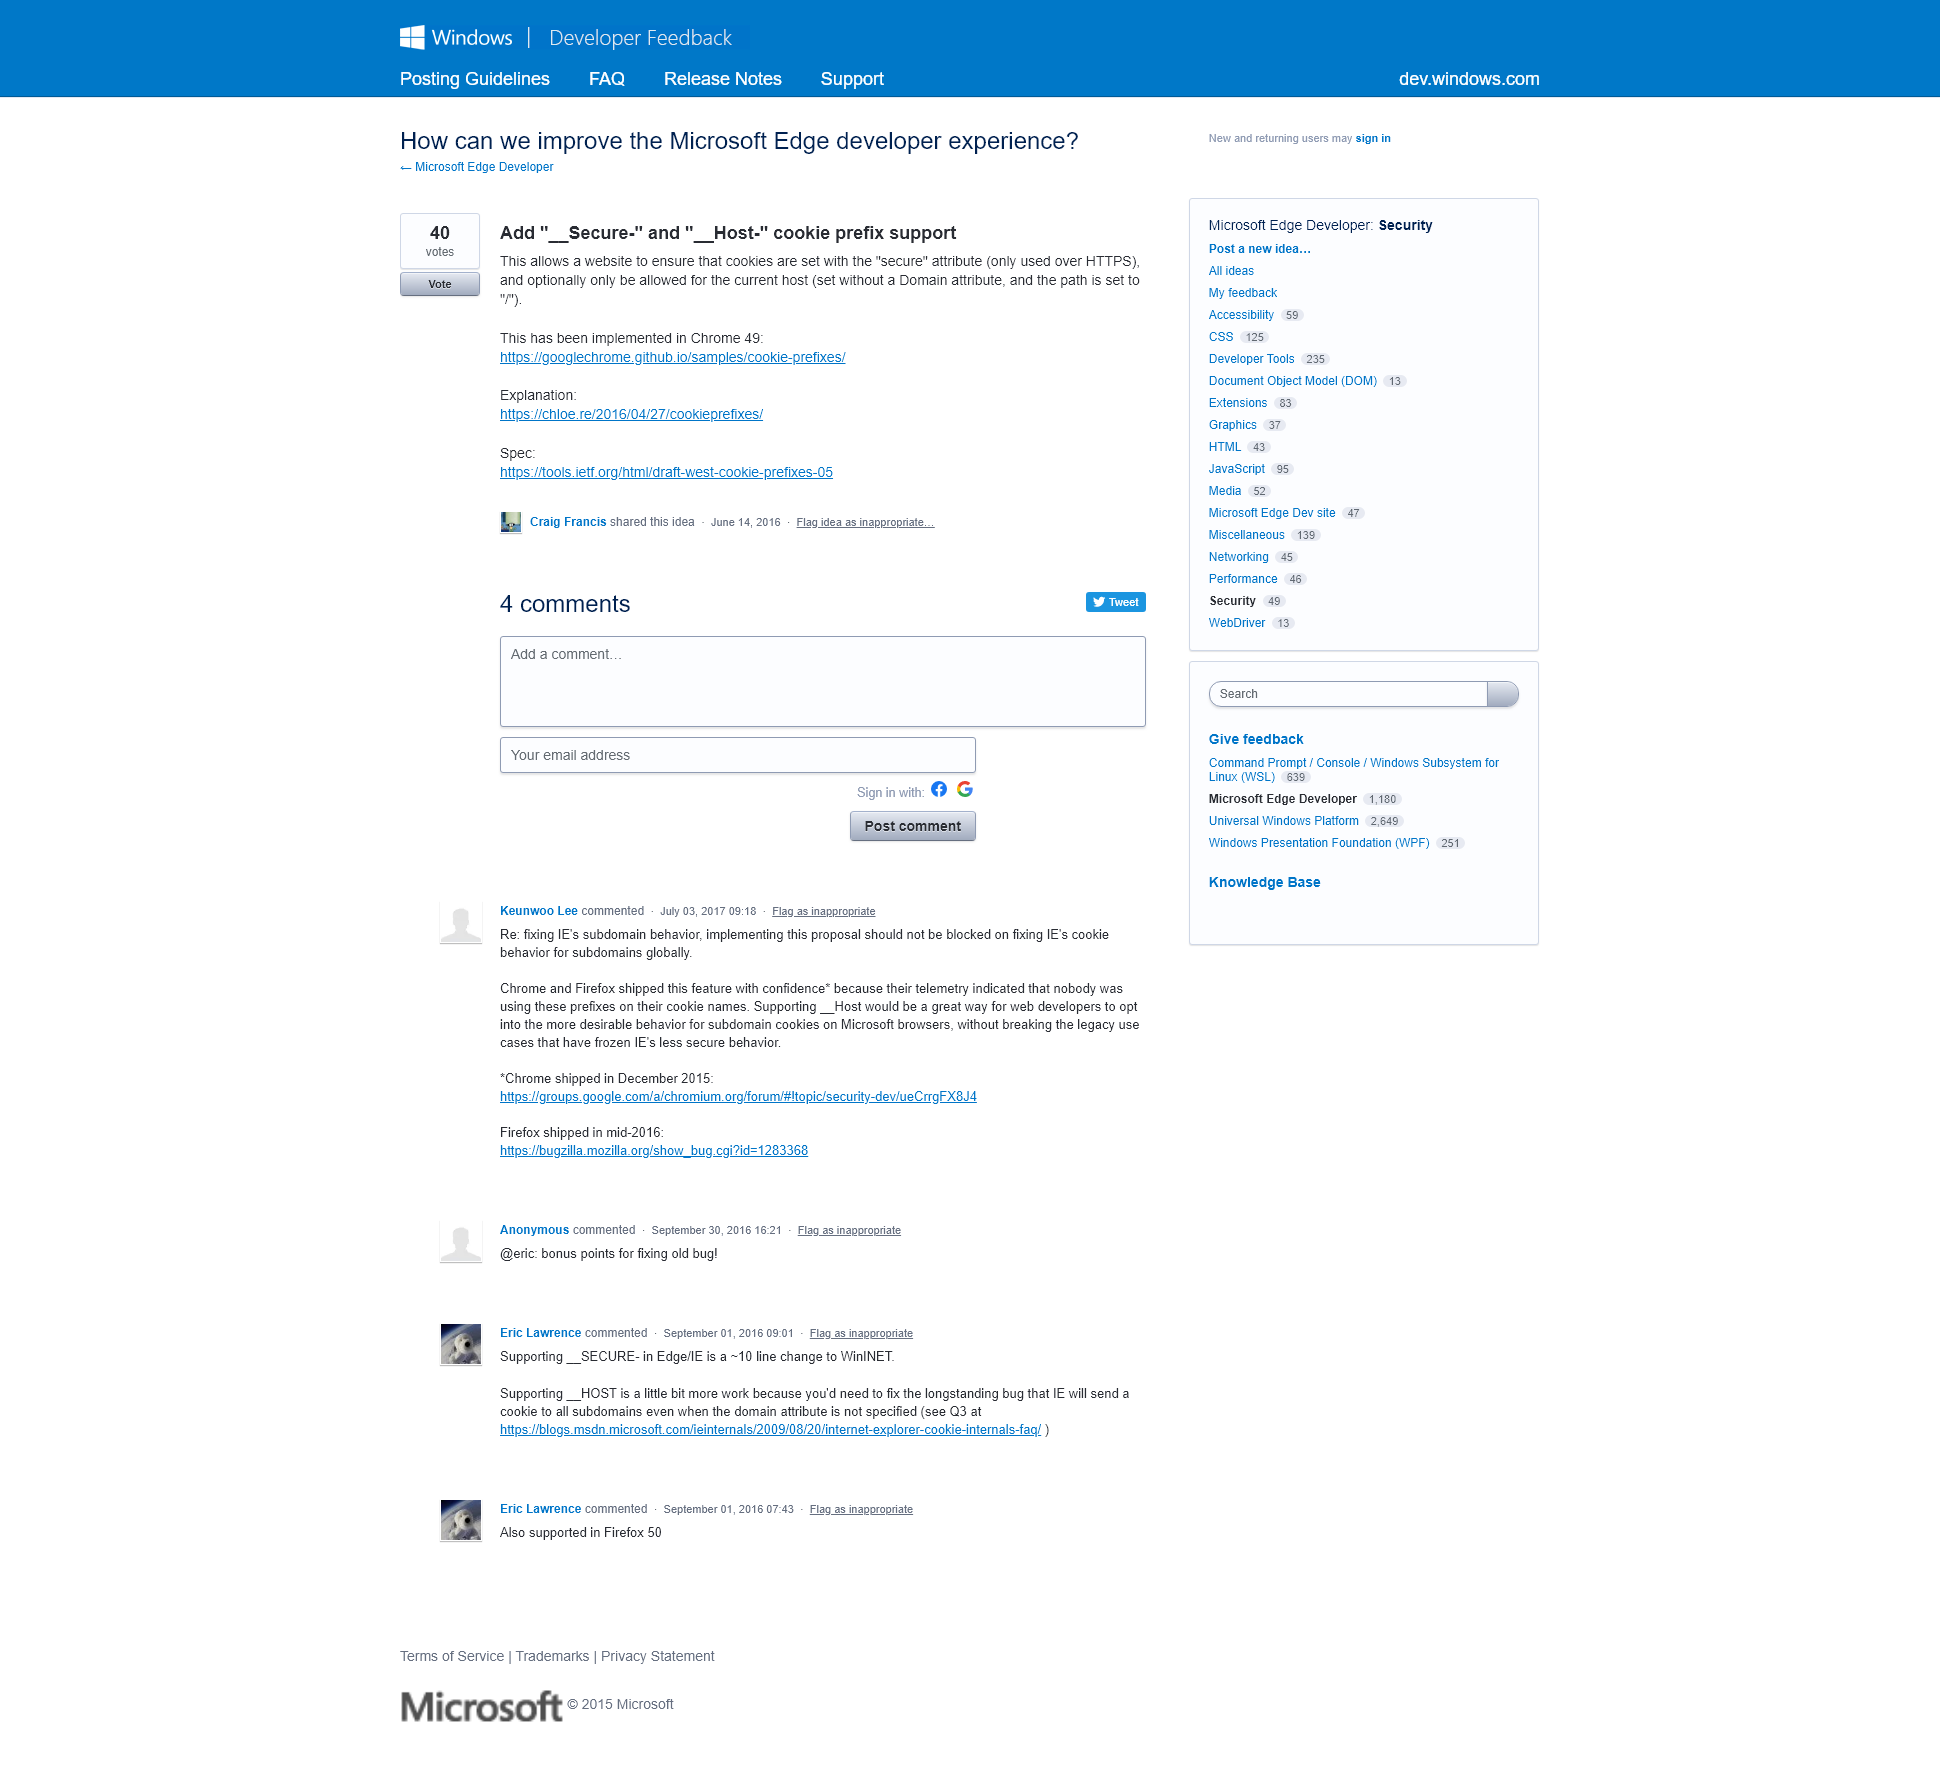 Windows | Developer Feedback
Posting Guidelines FAQ Release Notes Support dev.windows.com
How can we improve the Microsoft Edge developer experience?
← Microsoft Edge Developer
New and returning users may sign in
40
votes
Vote
Add "__Secure-" and "__Host-" cookie prefix support
This allows a website to ensure that cookies are set with the "secure" attribute (only used over HTTPS),
and optionally only be allowed for the current host (set without a Domain attribute, and the path is set to
"/").
This has been implemented in Chrome 49:
https://googlechrome.github.io/samples/cookie-prefixes/
Explanation:
https://chloe.re/2016/04/27/cookieprefixes/
Spec:
https://tools.ietf.org/html/draft-west-cookie-prefixes-05
Craig Francis shared this idea · June 14, 2016 · Flag idea as inappropriate…
4 comments
Tweet
Add a comment…
Your email address
Sign in with:
Post comment
Keunwoo Lee commented · July 03, 2017 09:18 · Flag as inappropriate
Re: fixing IE's subdomain behavior, implementing this proposal should not be blocked on fixing IE's cookie
behavior for subdomains globally.
Chrome and Firefox shipped this feature with confidence* because their telemetry indicated that nobody was
using these prefixes on their cookie names. Supporting __Host would be a great way for web developers to opt
into the more desirable behavior for subdomain cookies on Microsoft browsers, without breaking the legacy use
cases that have frozen IE's less secure behavior.
*Chrome shipped in December 2015:
https://groups.google.com/a/chromium.org/forum/#!topic/security-dev/ueCrrgFX8J4
Firefox shipped in mid-2016:
https://bugzilla.mozilla.org/show_bug.cgi?id=1283368
Anonymous commented · September 30, 2016 16:21 · Flag as inappropriate
@eric: bonus points for fixing old bug!
Eric Lawrence commented · September 01, 2016 09:01 · Flag as inappropriate
Supporting __SECURE- in Edge/IE is a ~10 line change to WinINET.
Supporting __HOST is a little bit more work because you'd need to fix the longstanding bug that IE will send a
cookie to all subdomains even when the domain attribute is not specified (see Q3 at
https://blogs.msdn.microsoft.com/ieinternals/2009/08/20/internet-explorer-cookie-internals-faq/ )
Eric Lawrence commented · September 01, 2016 07:43 · Flag as inappropriate
Also supported in Firefox 50
Microsoft Edge Developer: Security
Post a new idea…
All ideas
My feedback
Accessibility 59
CSS 125
Developer Tools 235
Document Object Model (DOM) 13
Extensions 83
Graphics 37
HTML 43
JavaScript 95
Media 52
Microsoft Edge Dev site 47
Miscellaneous 139
Networking 45
Performance 46
Security 49
WebDriver 13
Search
Give feedback
Command Prompt / Console / Windows Subsystem for
Linux (WSL) 639
Microsoft Edge Developer 1,180
Universal Windows Platform 2,649
Windows Presentation Foundation (WPF) 251
Knowledge Base
Terms of Service | Trademarks | Privacy Statement
Microsoft © 2015 Microsoft